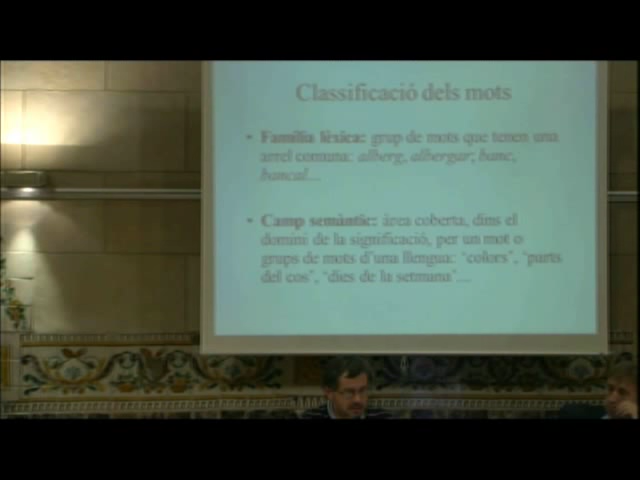 Classificació dels mots
• Família lèxica: grup de mots que tenen una
arrel comuna: alberg, albergar; banc,
bancal...
• Camp semàntic: àrea coberta, dins el
domini de la significació, per un mot o
grups de mots d'una llengua: "colors", "parts
del cos", "dies de la setmana"...